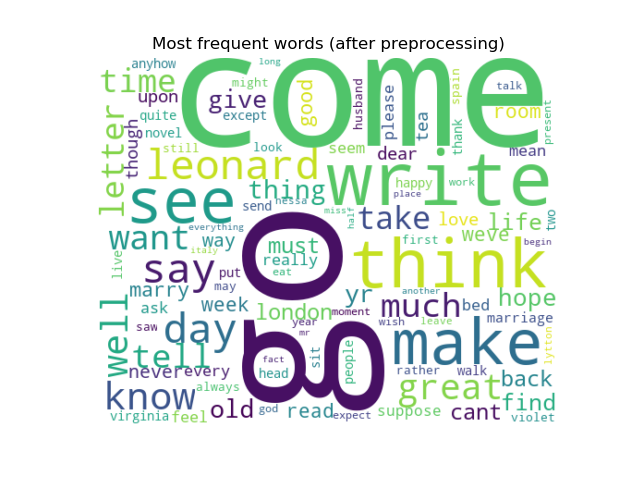 Most frequent words (after preprocessing)
come
go
think
write
make
see
leonard
know
say
day
much
great
well
letter
time
want
tell
take
thing
life
give
london
old
hope
find
back
cant
read
room
good
love
weve
yr
week
must
really
marry
way
never
every
dear
upon
though
mean
anyhow
might
long
quite
except
novel
husband
please
tea
spain
talk
thank
present
still
look
seem
happy
work
place
send
nessa
miss
half
two
everything
italy
first
begin
live
put
may
eat
another
ask
saw
year
mr
moment
wish
leave
bed
marriage
lytton
sit
people
fact
head
rather
walk
always
virginia
feel
god
expect
suppose
violet